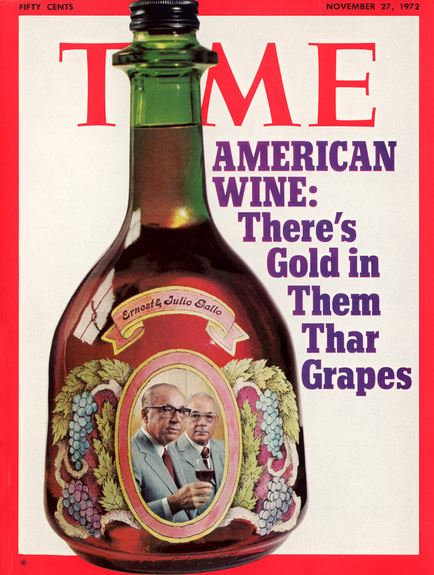 FIFTY CENTS
NOVEMBER 27, 1972
TIME
AMERICAN
WINE:
There's
Gold in
Them
Thar
Grapes
Ernest & Julio Gallo